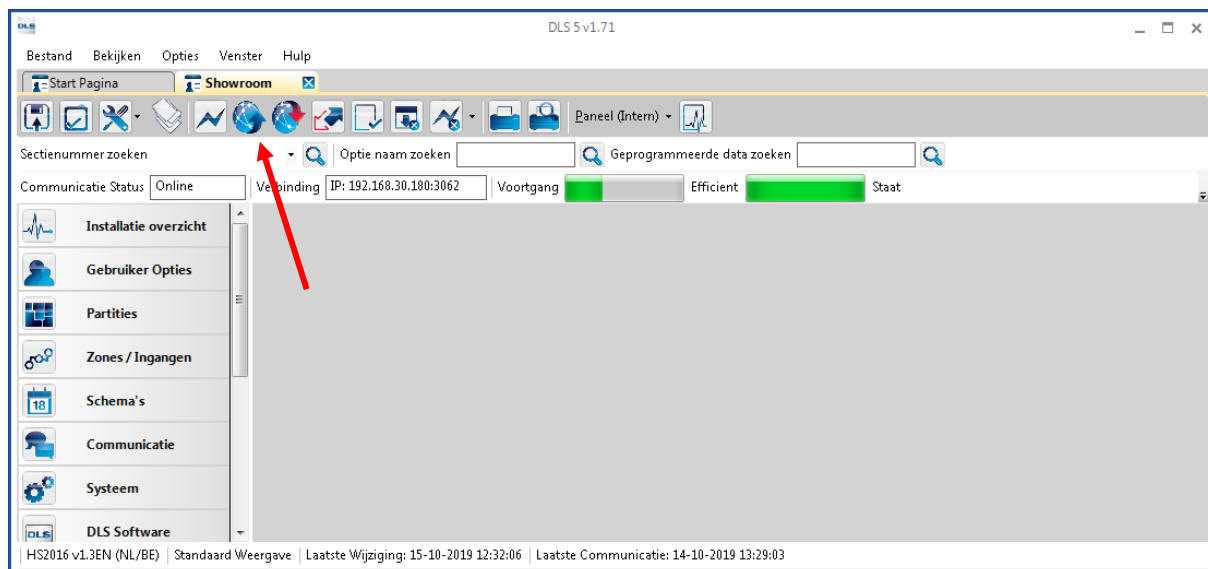 DLS DLS 5 v1.71
Bestand Bekijken Opties Venster Hulp
Start Pagina Showroom
Paneel (Intern)
Sectienummer zoeken Optie naam zoeken Geprogrammeerde data zoeken
Communicatie Status Online Verbinding IP: 192.168.30.180:3062 Voortgang Efficient Staat
Installatie overzicht
Gebruiker Opties
Partities
Zones / Ingangen
18 Schema's
Communicatie
Systeem
DLS DLS Software
HS2016 v1.3EN (NL/BE) Standaard Weergave Laatste Wijziging: 15-10-2019 12:32:06 Laatste Communicatie: 14-10-2019 13:29:03